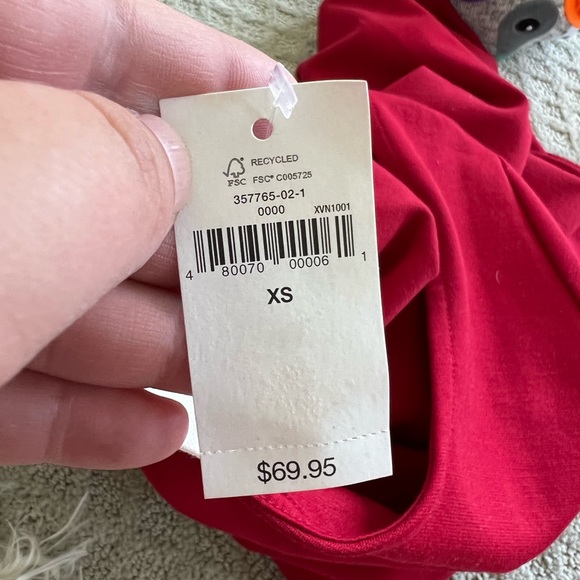 RECYCLED
FSC
FSC® C005725
357765-02-1
0000 XVN1001
4 80070 00006 1
XS
$69.95